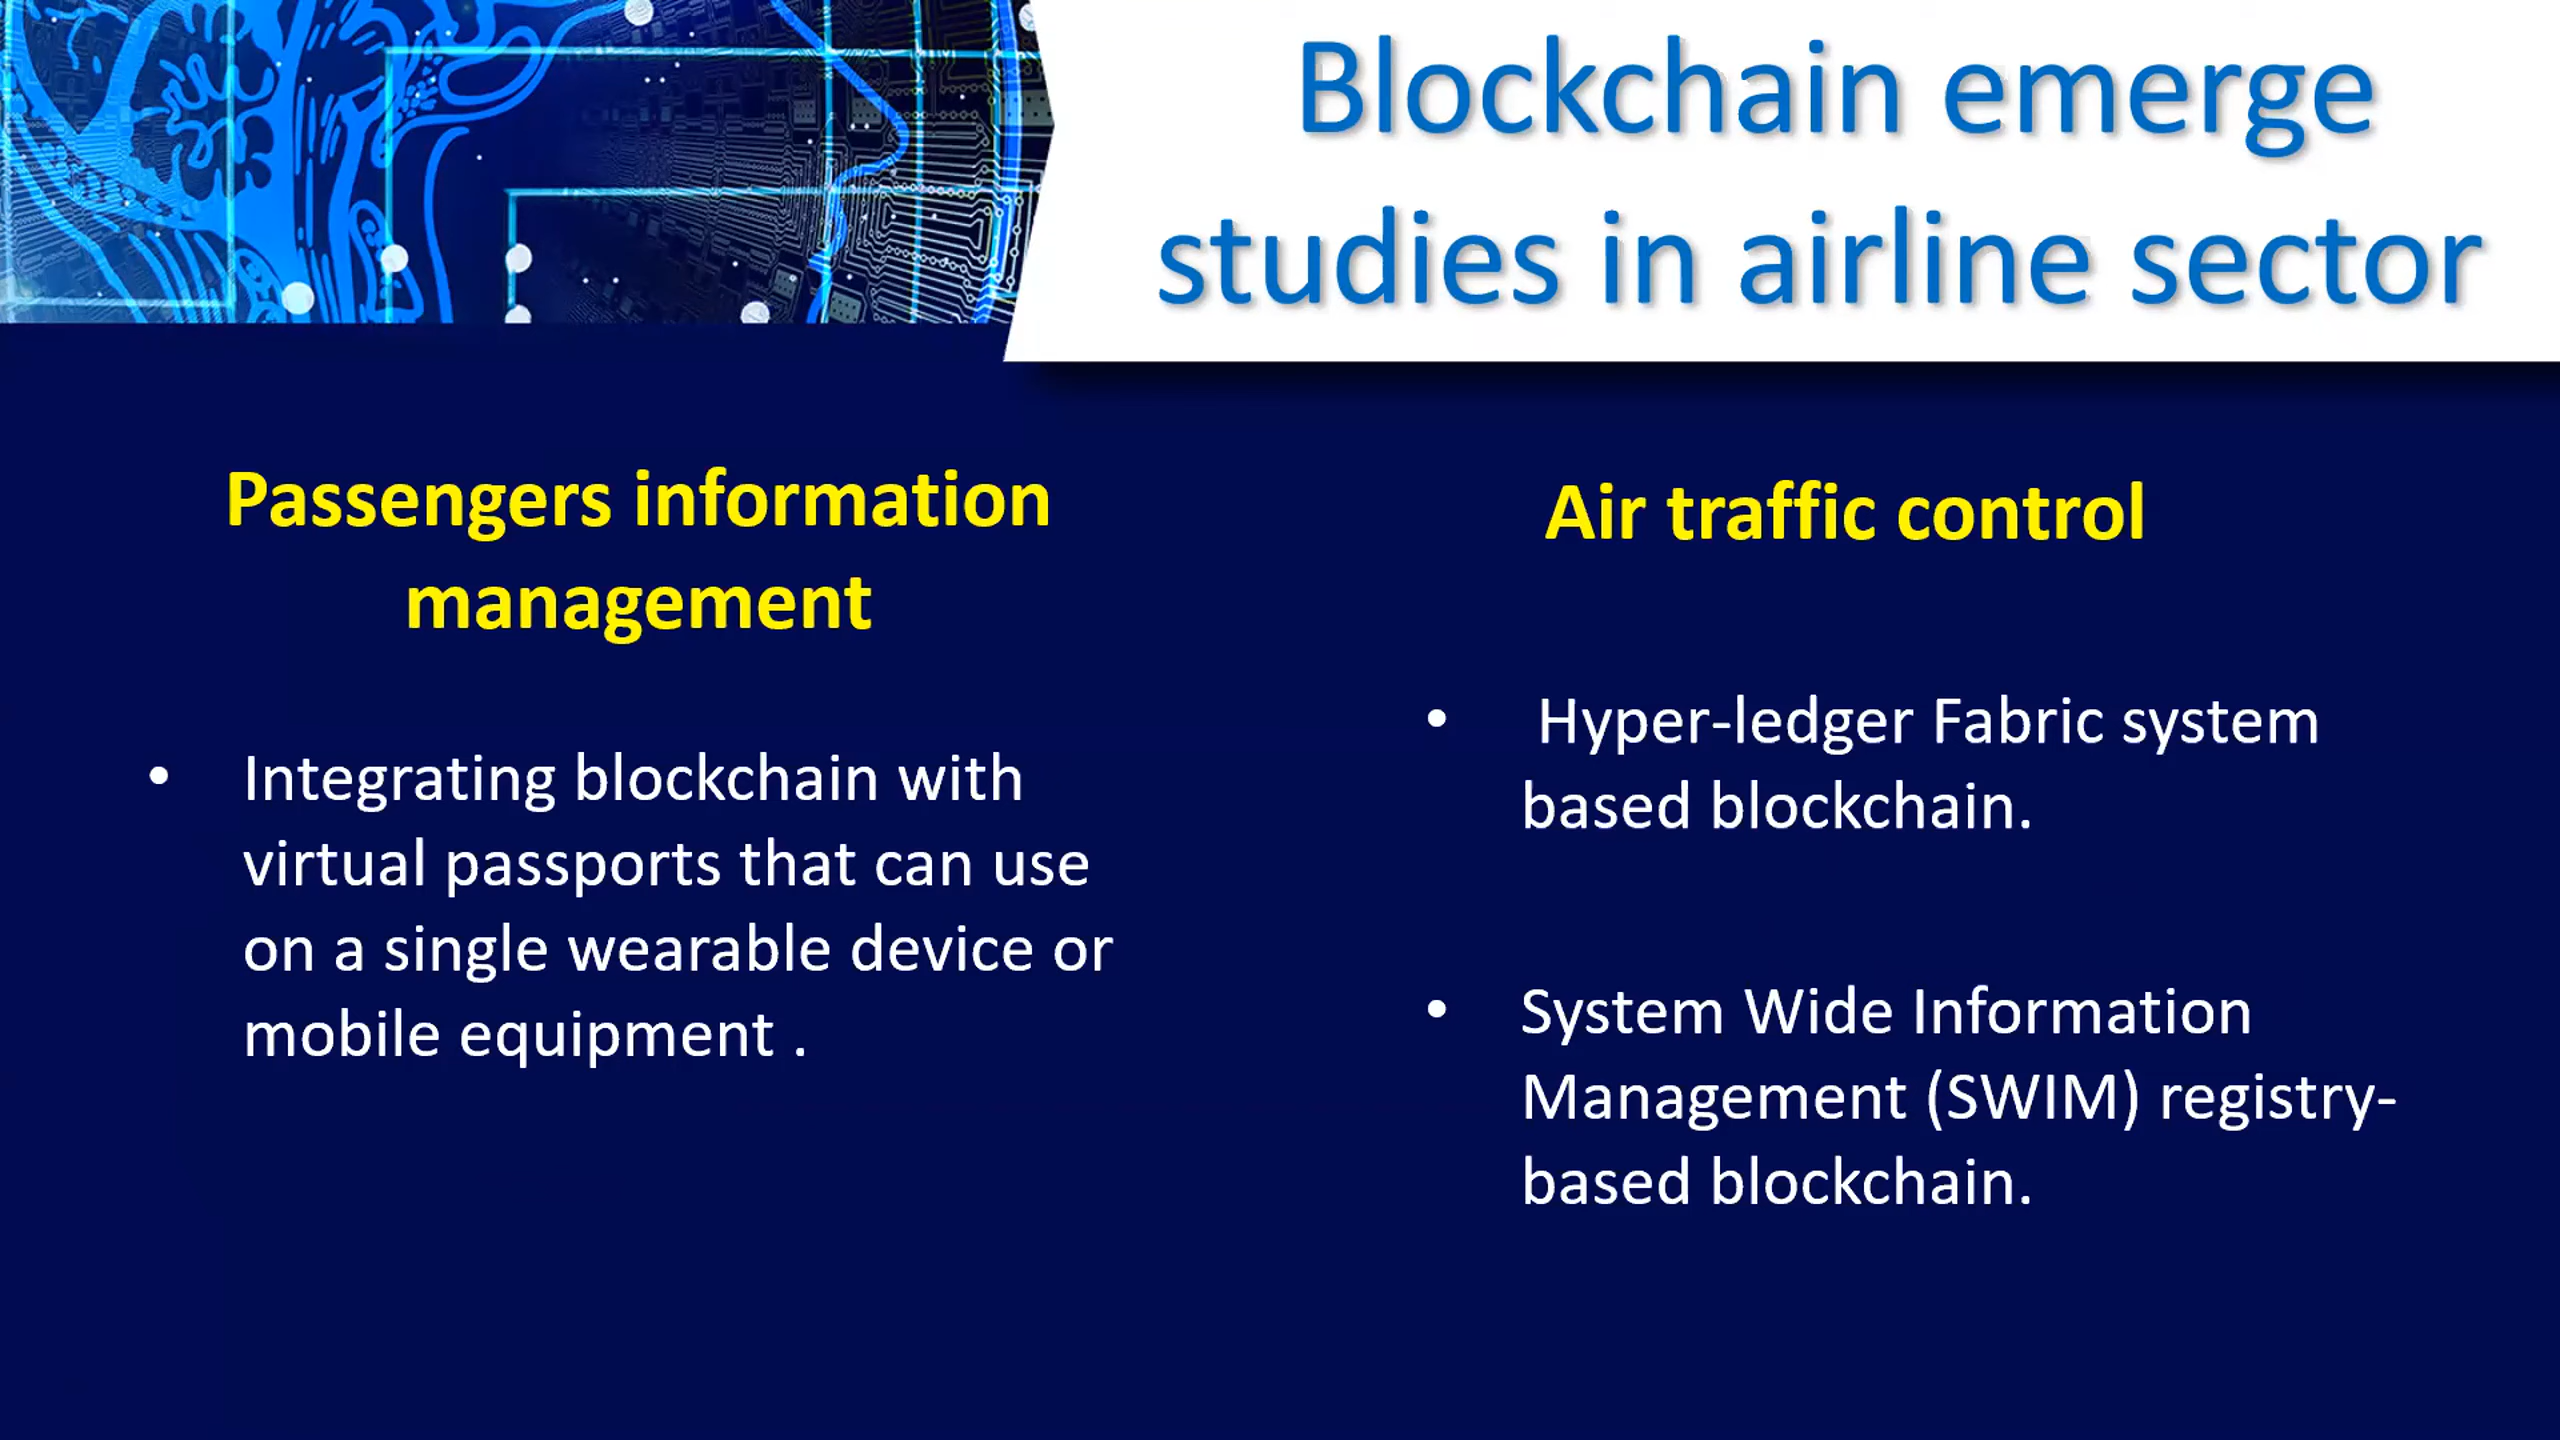 Blockchain emerge
studies in airline sector
Passengers information
management
• Integrating blockchain with
virtual passports that can use
on a single wearable device or
mobile equipment .
Air traffic control
• Hyper-ledger Fabric system
based blockchain.
• System Wide Information
Management (SWIM) registry-
based blockchain.